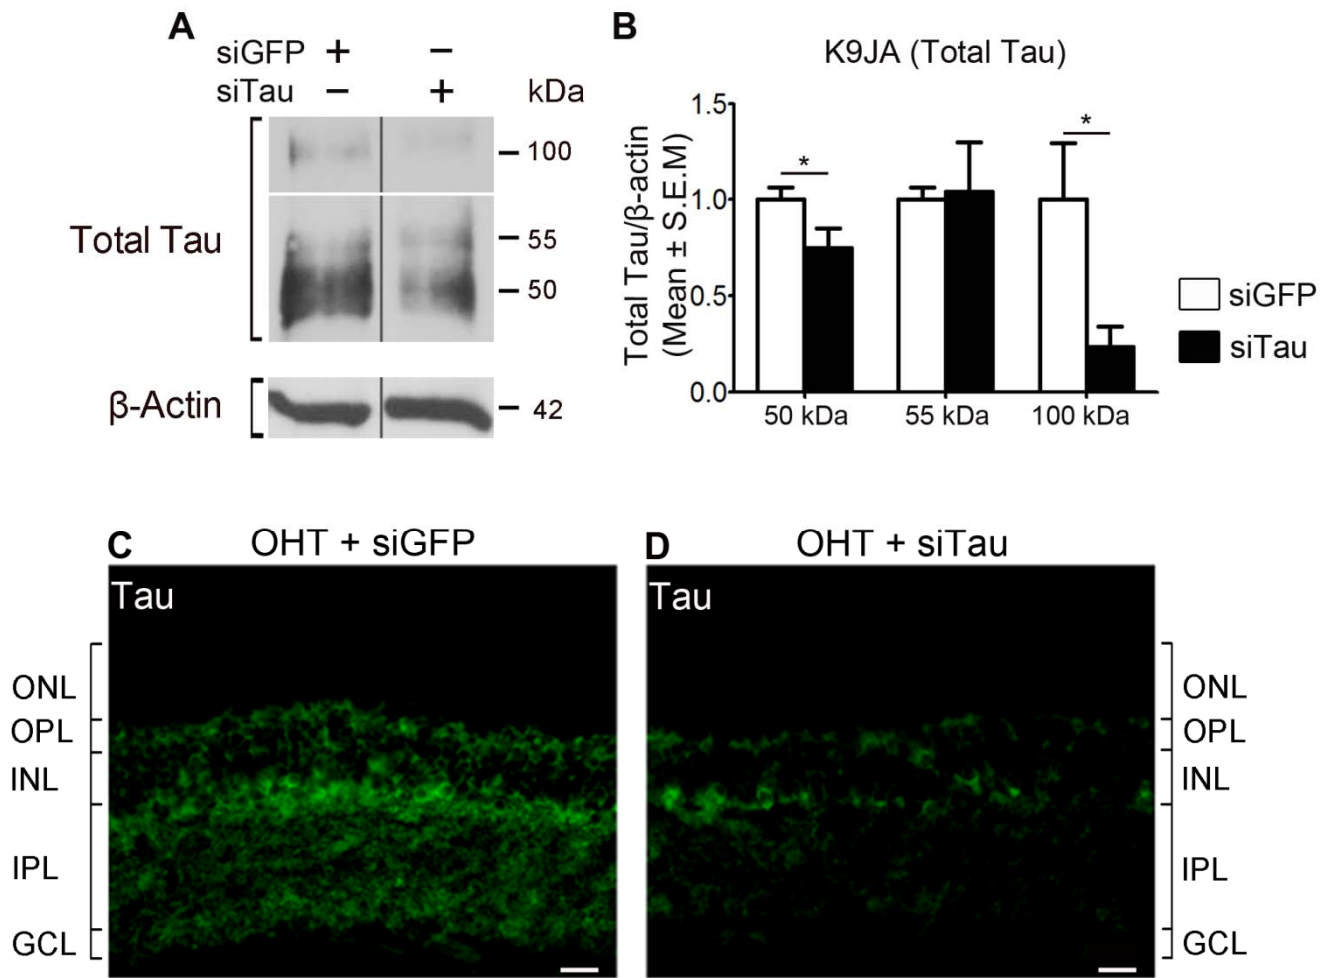 A
siGFP + −
siTau − + kDa
100
Total Tau
55
50
β-Actin
42
B
K9JA (Total Tau)
Total Tau/β-actin
(Mean ± S.E.M)
1.5
1.0
0.5
0.0
*
*
50 kDa 55 kDa 100 kDa
siGFP
siTau
C OHT + siGFP
Tau
ONL
OPL
INL
IPL
GCL
D OHT + siTau
Tau
ONL
OPL
INL
IPL
GCL